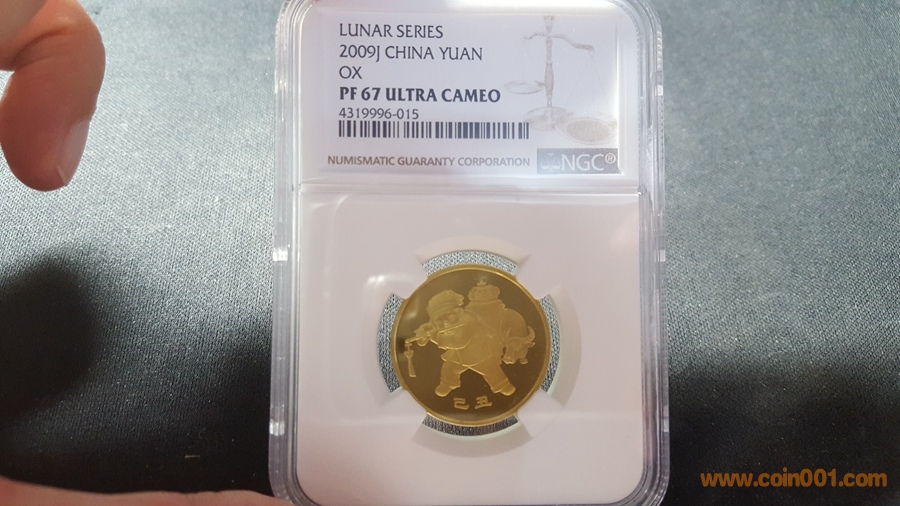 LUNAR SERIES
2009J CHINA YUAN
OX
PF 67 ULTRA CAMEO
4319996-015
NUMISMATIC GUARANTY CORPORATION NGC®
己丑
www.coin001.com